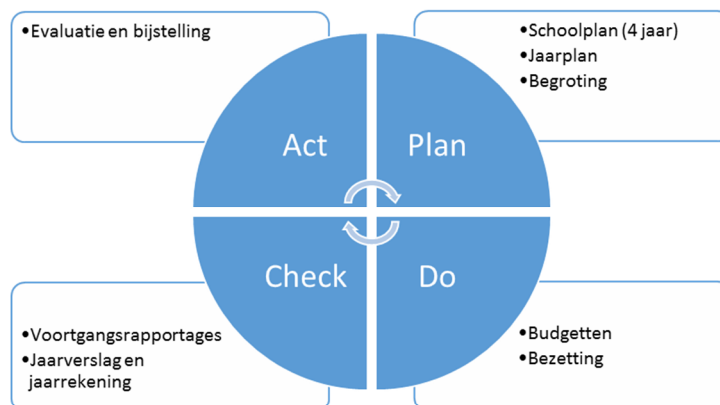 •Evaluatie en bijstelling
•Schoolplan (4 jaar)
•Jaarplan
•Begroting
Act
Plan
Check
Do
•Voortgangsrapportages
•Jaarverslag en
jaarrekening
•Budgetten
•Bezetting